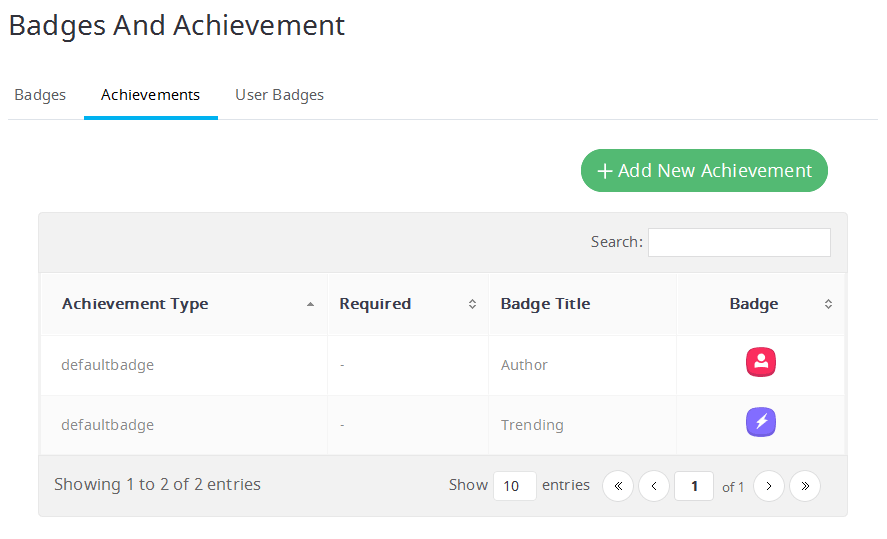 Badges And Achievement
Badges Achievements User Badges
+ Add New Achievement
Search:
Achievement Type Required Badge Title Badge
defaultbadge - Author
defaultbadge - Trending
Showing 1 to 2 of 2 entries Show 10 entries « ‹ 1 of 1 › »